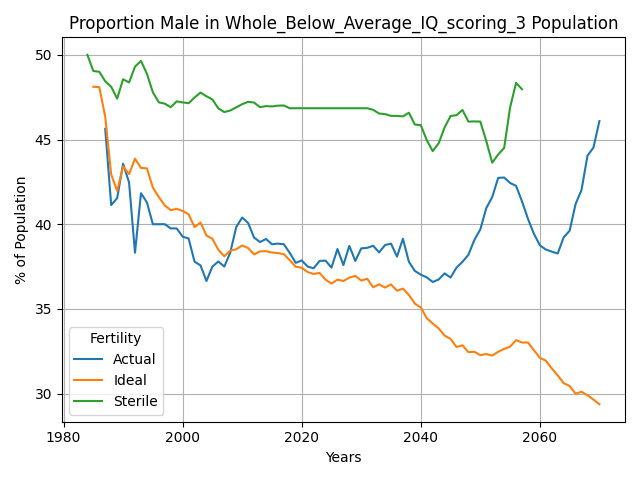 Proportion Male in Whole_Below_Average_IQ_scoring_3 Population
% of Population
50
45
40
35
30
Fertility
Actual
Ideal
Sterile
1980
2000
2020
2040
2060
Years